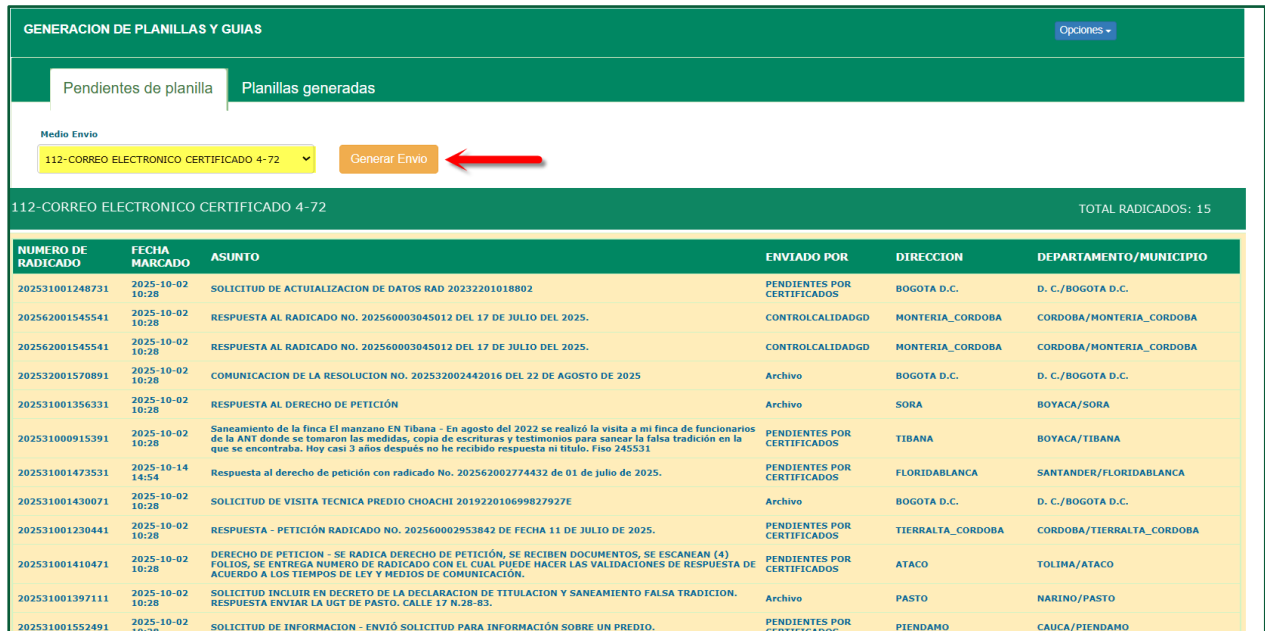 GENERACION DE PLANILLAS Y GUIAS
Opciones
Pendientes de planilla
Planillas generadas
Medio Envio
112-CORREO ELECTRONICO CERTIFICADO 4-72
Generar Envio
112-CORREO ELECTRONICO CERTIFICADO 4-72
TOTAL RADICADOS: 15
NUMERO DE RADICADO FECHA MARCADO ASUNTO ENVIADO POR DIRECCION DEPARTAMENTO/MUNICIPIO
202531001248731 2025-10-02 10:28 SOLICITUD DE ACTUIALIZACION DE DATOS RAD 20232201018802 PENDIENTES POR CERTIFICADOS BOGOTA D.C. D. C./BOGOTA D.C.
202562001545541 2025-10-02 10:28 RESPUESTA AL RADICADO NO. 202560003045012 DEL 17 DE JULIO DEL 2025. CONTROLCALIDADGD MONTERIA_CORDOBA CORDOBA/MONTERIA_CORDOBA
202562001545541 2025-10-02 10:28 RESPUESTA AL RADICADO NO. 202560003045012 DEL 17 DE JULIO DEL 2025. CONTROLCALIDADGD MONTERIA_CORDOBA CORDOBA/MONTERIA_CORDOBA
202532001570891 2025-10-02 10:28 COMUNICACION DE LA RESOLUCION NO. 202532002442016 DEL 22 DE AGOSTO DE 2025 Archivo BOGOTA D.C. D. C./BOGOTA D.C.
202531001356331 2025-10-02 10:28 RESPUESTA AL DERECHO DE PETICIÓN Archivo SORA BOYACA/SORA
202531000915391 2025-10-02 10:28 Saneamiento de la finca El manzano EN Tibana - En agosto del 2022 se realizó la visita a mi finca de funcionarios
de la ANT donde se tomaron las medidas, copia de escrituras y testimonios para sanear la falsa tradición en la
que se encontraba. Hoy casi 3 años después no he recibido respuesta ni titulo. Fiso 245531 PENDIENTES POR CERTIFICADOS TIBANA BOYACA/TIBANA
202531001473531 2025-10-14 14:54 Respuesta al derecho de petición con radicado No. 202562002774432 de 01 de julio de 2025. PENDIENTES POR CERTIFICADOS FLORIDABLANCA SANTANDER/FLORIDABLANCA
202531001430071 2025-10-02 10:28 SOLICITUD DE VISITA TECNICA PREDIO CHOACHI 201922010699827927E Archivo BOGOTA D.C. D. C./BOGOTA D.C.
202531001230441 2025-10-02 10:28 RESPUESTA - PETICIÓN RADICADO NO. 202560002953842 DE FECHA 11 DE JULIO DE 2025. PENDIENTES POR CERTIFICADOS TIERRALTA_CORDOBA CORDOBA/TIERRALTA_CORDOBA
202531001410471 2025-10-02 10:28 DERECHO DE PETICION - SE RADICA DERECHO DE PETICIÓN, SE RECIBEN DOCUMENTOS, SE ESCANEAN (4)
FOLIOS, SE ENTREGA NUMERO DE RADICADO CON EL CUAL PUEDE HACER LAS VALIDACIONES DE RESPUESTA DE
ACUERDO A LOS TIEMPOS DE LEY Y MEDIOS DE COMUNICACIÓN. PENDIENTES POR CERTIFICADOS ATACO TOLIMA/ATACO
202531001397111 2025-10-02 10:28 SOLICITUD INCLUIR EN DECRETO DE LA DECLARACION DE TITULACION Y SANEAMIENTO FALSA TRADICION.
RESPUESTA ENVIAR LA UGT DE PASTO. CALLE 17 N.28-83. Archivo PASTO NARINO/PASTO
202531001552491 2025-10-02 SOLICITUD DE INFORMACION - ENVIÓ SOLICITUD PARA INFORMACIÓN SOBRE UN PREDIO. PENDIENTES POR PIENDAMO CAUCA/PIENDAMO